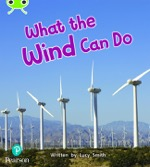 What the
Wind Can Do
Written by Lucy Smith
Pearson